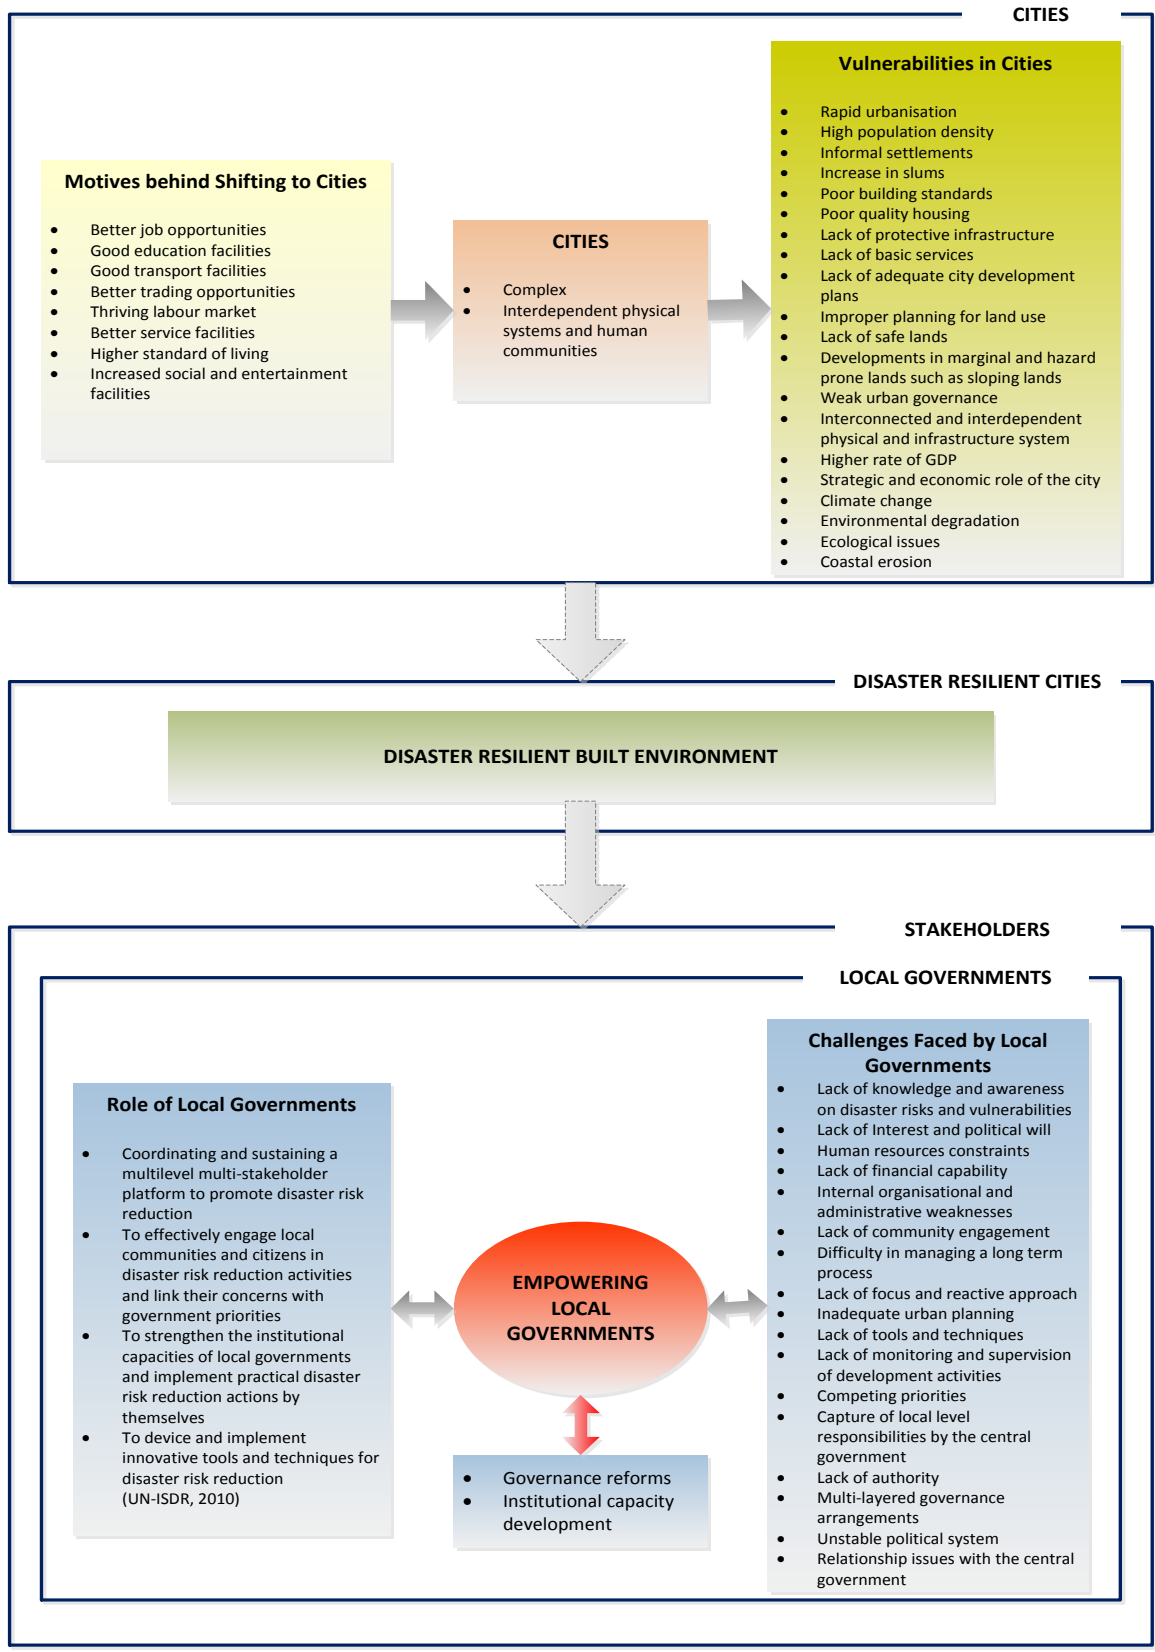 CITIES
Motives behind Shifting to Cities
• Better job opportunities
• Good education facilities
• Good transport facilities
• Better trading opportunities
• Thriving labour market
• Better service facilities
• Higher standard of living
• Increased social and entertainment
facilities
CITIES
• Complex
• Interdependent physical
systems and human
communities
Vulnerabilities in Cities
• Rapid urbanisation
• High population density
• Informal settlements
• Increase in slums
• Poor building standards
• Poor quality housing
• Lack of protective infrastructure
• Lack of basic services
• Lack of adequate city development
plans
• Improper planning for land use
• Lack of safe lands
• Developments in marginal and hazard
prone lands such as sloping lands
• Weak urban governance
• Interconnected and interdependent
physical and infrastructure system
• Higher rate of GDP
• Strategic and economic role of the city
• Climate change
• Environmental degradation
• Ecological issues
• Coastal erosion
DISASTER RESILIENT CITIES
DISASTER RESILIENT BUILT ENVIRONMENT
STAKEHOLDERS
LOCAL GOVERNMENTS
Role of Local Governments
• Coordinating and sustaining a
multilevel multi-stakeholder
platform to promote disaster risk
reduction
• To effectively engage local
communities and citizens in
disaster risk reduction activities
and link their concerns with
government priorities
• To strengthen the institutional
capacities of local governments
and implement practical disaster
risk reduction actions by
themselves
• To device and implement
innovative tools and techniques for
disaster risk reduction
(UN-ISDR, 2010)
EMPOWERING
LOCAL
GOVERNMENTS
• Governance reforms
• Institutional capacity
development
Challenges Faced by Local
Governments
• Lack of knowledge and awareness
on disaster risks and vulnerabilities
• Lack of Interest and political will
• Human resources constraints
• Lack of financial capability
• Internal organisational and
administrative weaknesses
• Lack of community engagement
• Difficulty in managing a long term
process
• Lack of focus and reactive approach
• Inadequate urban planning
• Lack of tools and techniques
• Lack of monitoring and supervision
of development activities
• Competing priorities
• Capture of local level
responsibilities by the central
government
• Lack of authority
• Multi-layered governance
arrangements
• Unstable political system
• Relationship issues with the central
government